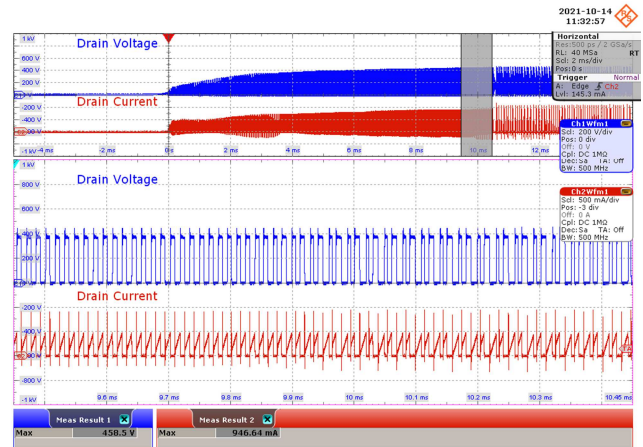 2021-10-14
11:32:57
Horizontal
Res:500 ps / 2 GSa/s
RL: 40 MSa RT
Scl: 2 ms/div
Pos:0 s
Trigger Normal
A: Edge Ch2
Lvl: 145.3 mA
1 kV
Drain Voltage
600 V
400 V
200 V
Drain Current
-200 V
-400 V
-600 V
-1 kV
-4 ms
-2 ms
0 s
2 ms
4 ms
6 ms
8 ms
10 ms
12 ms
Ch1Wfm1
Scl: 200 V/div
Pos: 0 div
Off: 0 V
Cpl: DC 1MΩ
Dec:Sa TA: Off
BW: 500 MHz
1 kV
Drain Voltage
800 V
600 V
400 V
200 V
Ch2Wfm1
Scl: 500 mA/div
Pos: -3 div
Off: 0 A
Cpl: DC 1MΩ
Dec:Sa TA: Off
BW: 500 MHz
Drain Current
-200 V
-400 V
-600 V
-800 V
-1 kV
9.6 ms
9.7 ms
9.8 ms
9.9 ms
10 ms
10.1 ms
10.2 ms
10.3 ms
10.46 ms
Meas Result 1
Meas Result 2
Max 458.5 V
Max 946.64 mA